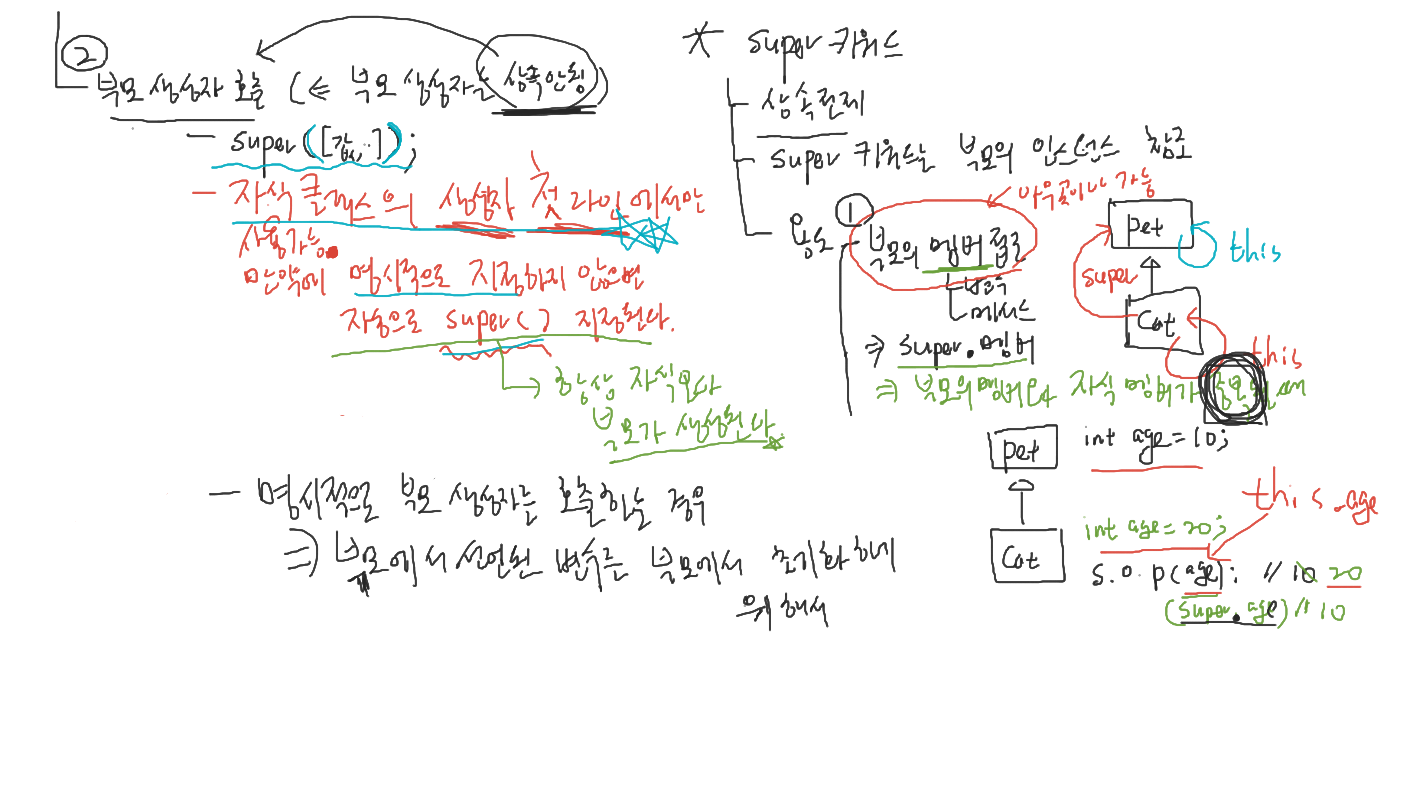 * super 키워드
- 상속전제
- super 키워드는 부모의 인스턴스 참조
- 용도 ① 부모의 멤버 접근
아무곳이나 가능
변수
메서드
⇒ super.멤버
⇒ 부모의 멤버와 자식 멤버가 동일할 때
Pet
this
super
Cat
this
Pet
int age = 10;
this.age
int age = 20;
Cat
S.O.P(age); // 10 20
(super.age) // 10
② 부모 생성자 호출 (⇐ 부모 생성자는 상속안됨)
- super([값,..]);
- 자식 클래스의 생성자 첫 라인에서만
사용가능.
만약에 명시적으로 지정하지 않으면
자동으로 super() 지정된다.
→ 항상 자식보다
부모가 생성된다.
- 명시적으로 부모 생성자를 호출하는 경우
⇒ 부모에서 선언된 변수는 부모에서 초기화하기
위해서